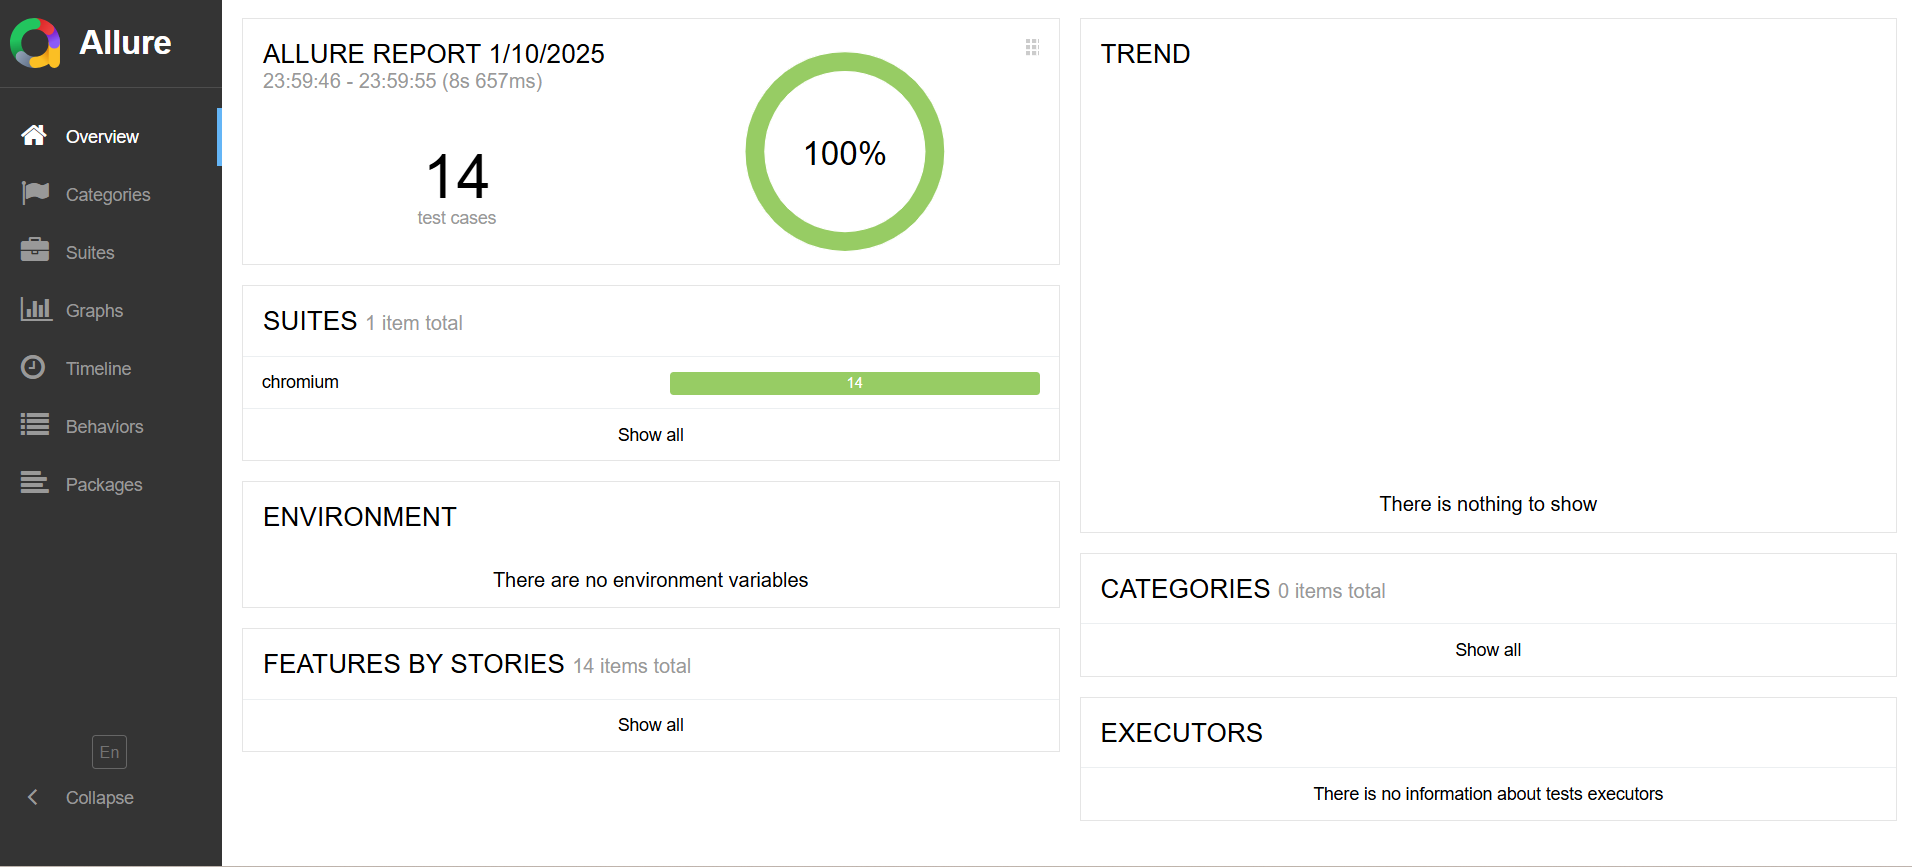 Allure
Overview
Categories
Suites
Graphs
Timeline
Behaviors
Packages
En
Collapse
ALLURE REPORT 1/10/2025
23:59:46 - 23:59:55 (8s 657ms)
14
test cases
100%
SUITES 1 item total
chromium 14
Show all
ENVIRONMENT
There are no environment variables
FEATURES BY STORIES 14 items total
Show all
TREND
There is nothing to show
CATEGORIES 0 items total
Show all
EXECUTORS
There is no information about tests executors